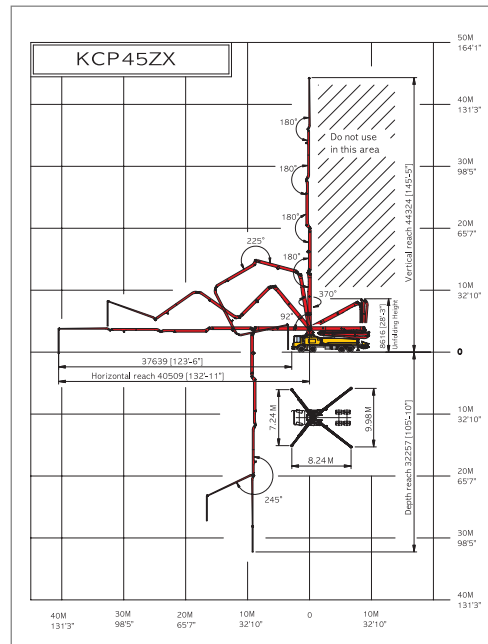 KCP45ZX
50M
164'1"
40M
131'3"
30M
98'5"
20M
65'7"
10M
32'10"
0
10M
32'10"
20M
65'7"
30M
98'5"
40M
131'3"
180°
Do not use
in this area
180°
180°
225°
180°
370°
92°
Vertical reach 44324 [145'-5"]
8616 [28'-3"]
Unfolding Height
37639 [123'-6"]
Horizontal reach 40509 [132'-11"]
7.24M
9.98M
8.24M
245°
Depth reach 32257 [105'-10"]
40M
131'3"
30M
98'5"
20M
65'7"
10M
32'10"
0
10M
32'10"